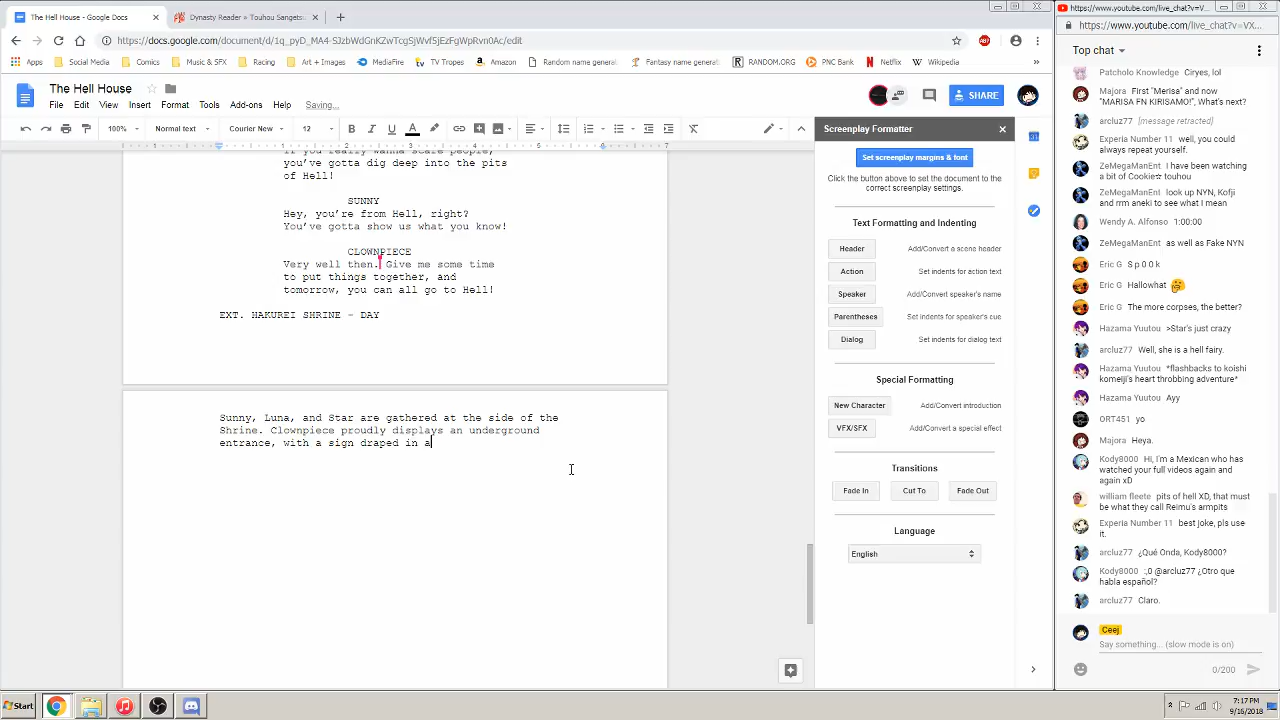 The Hell House - Google Docs
Dynasty Reader » Touhou Sangets
https://www.youtube.com/live_chat?v=V...
https://www.youtube.com/live_chat?v=VX...
Apps
Social Media
Comics
Music & SFX
Racing
Art + Images
MediaFire
TV Tropes
Amazon
Random name general
Fantasy name general
RANDOM.ORG
PNC Bank
Netflix
Wikipedia
The Hell House
File Edit View Insert Format Tools Add-ons Help Saving...
SHARE
100%
Normal text
Courier New
12
If you really wanna scare people,
you've gotta dig deep into the pits
of Hell!
SUNNY
Hey, you're from Hell, right?
You've gotta show us what you know!
CLOWNPIECE
Very well then. Give me some time
to put things together, and
tomorrow, you can all go to Hell!
EXT. HAKUREI SHRINE - DAY
Sunny, Luna, and Star are gathered at the side of the
Shrine. Clownpiece proudly displays an underground
entrance, with a sign draped in a
Screenplay Formatter
Set screenplay margins & font
Click the button above to set the document to the
correct screenplay settings.
Text Formatting and Indenting
Header Add/Convert a scene header
Action Set indents for action text
Speaker Add/Convert speaker's name
Parentheses Set indents for speaker's cue
Dialog Set indents for dialog text
Special Formatting
New Character Add/Convert introduction
VFX/SFX Add/Convert a special effect
Transitions
Fade In
Cut To
Fade Out
Language
English
Top chat
Patcholo Knowledge Ciryes, lol
Majora First "Merisa" and now
"MARISA FN KIRISAMO!", What's next?
arcluz77 [message retracted]
Experia Number 11 well, you could
always repeat yourself.
ZeMegaManEnt I have been watching
a bit of Cookie☆ touhou
ZeMegaManEnt look up NYN, Kofji
and rrm aneki to see what I mean
Wendy A. Alfonso 1:00:00
ZeMegaManEnt as well as Fake NYN
Eric G S p 0 0 k
Eric G Hallowhat
Eric G The more corpses, the better?
Hazama Yuutou >Star's just crazy
arcluz77 Well, she is a hell fairy.
Hazama Yuutou *flashbacks to koishi
komeiji's heart throbbing adventure*
Hazama Yuutou Ayy
ORT451 yo
Majora Heya.
Kody8000 Hi, I'm a Mexican who has
watched your full videos again and
again xD
william fleete pits of hell XD, that must
be what they call Reimu's armpits
Experia Number 11 best joke, pls use
it.
arcluz77 ¿Qué Onda, Kody8000?
Kody8000 :,0 @arcluz77 ¿Otro que
habla español?
arcluz77 Claro.
Ceej
Say something... (slow mode is on)
0/200
Start
7:17 PM
9/16/2018